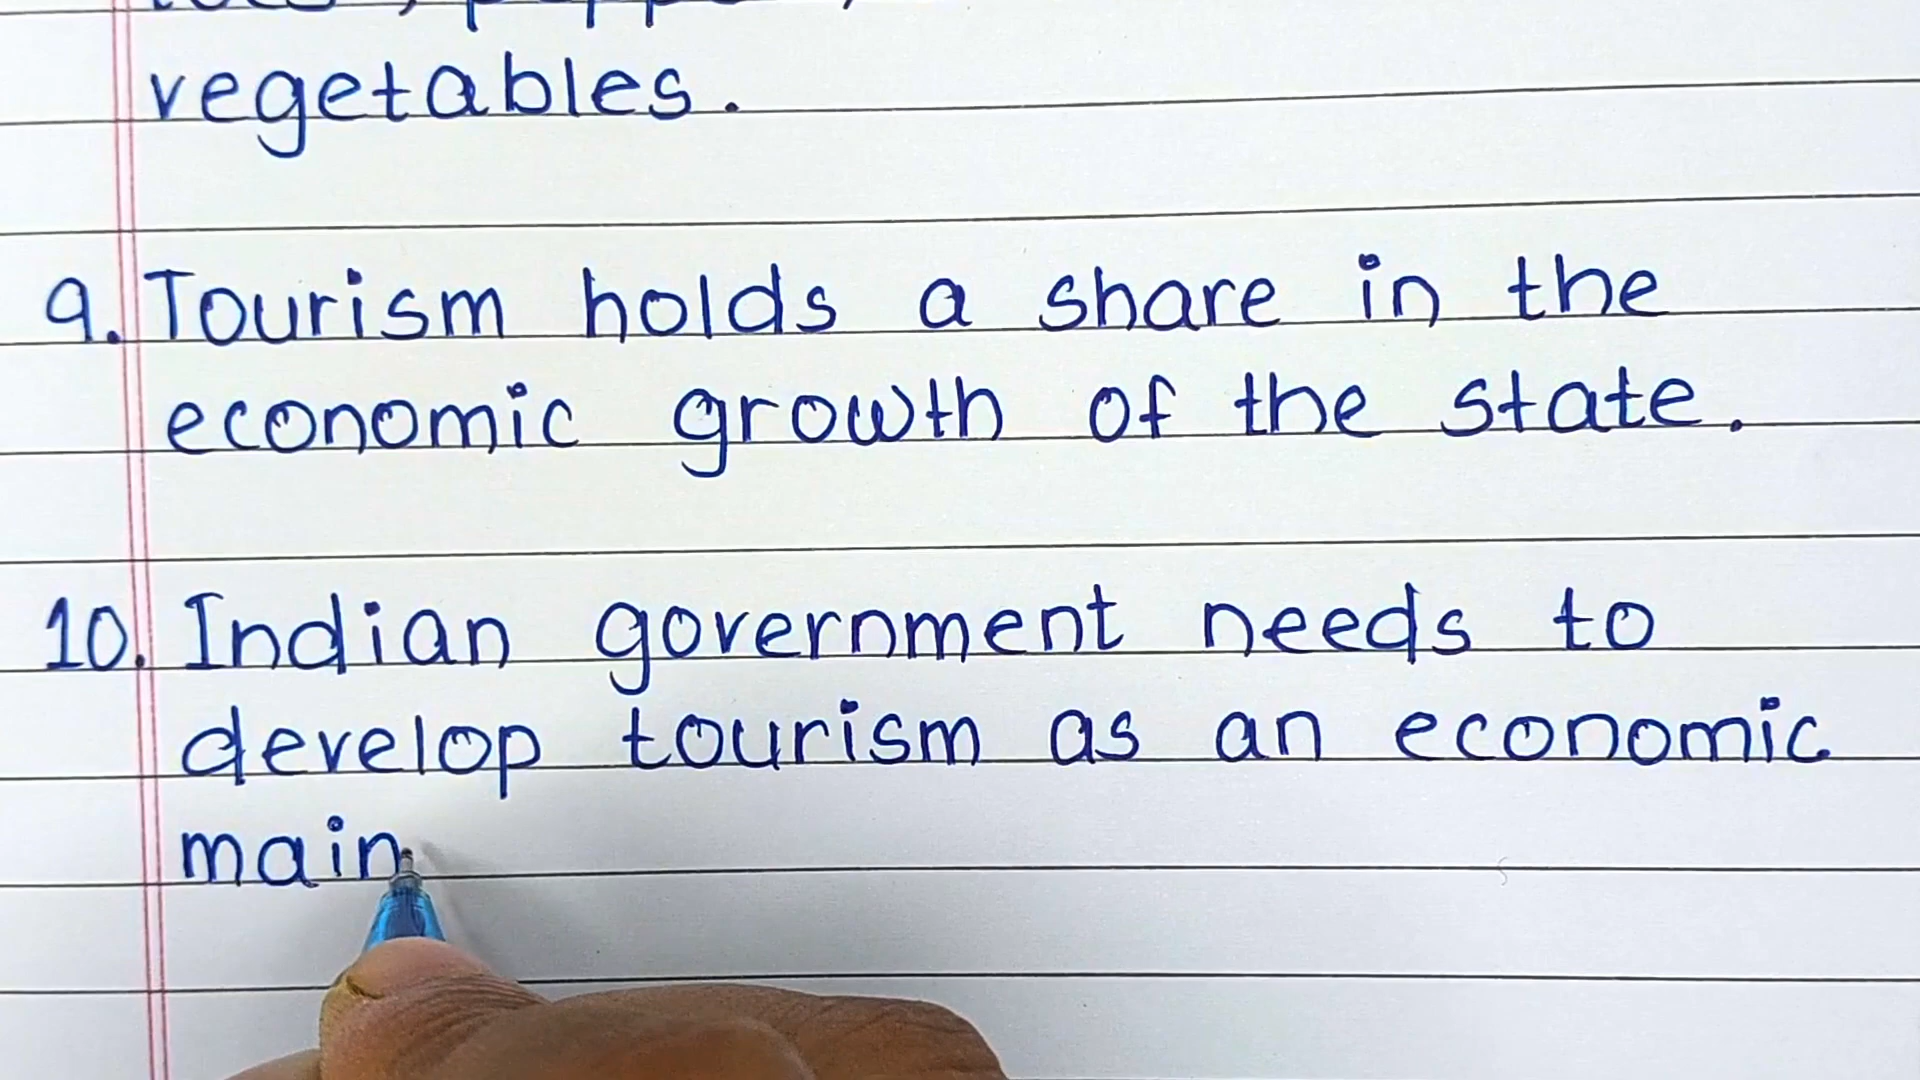 vegetables.
9. Tourism holds a share in the
economic growth of the state.
10. Indian government needs to
develop tourism as an economic
main